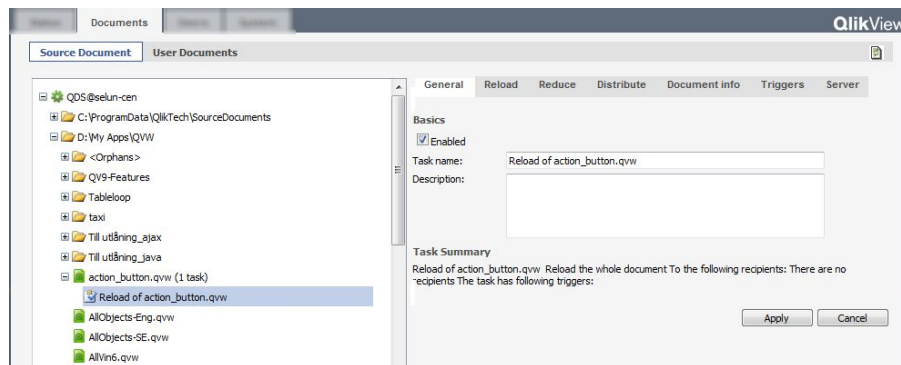 Documents
QlikView
Source Document
User Documents
QDS@selun-cen
C:\ProgramData\QlikTech\SourceDocuments
D:\My Apps\QVW
<Orphans>
QV9-Features
Tableloop
taxi
Till utlåning_ajax
Till utlåning_java
action_button.qvw (1 task)
Reload of action_button.qvw
AllObjects-Eng.qvw
AllObjects-SE.qvw
AllVin6.qvw
General Reload Reduce Distribute Document info Triggers Server
Basics
Enabled
Task name: Reload of action_button.qvw
Description:
Task Summary
Reload of action_button.qvw Reload the whole document To the following recipients: There are no
recipients The task has following triggers:
Apply Cancel